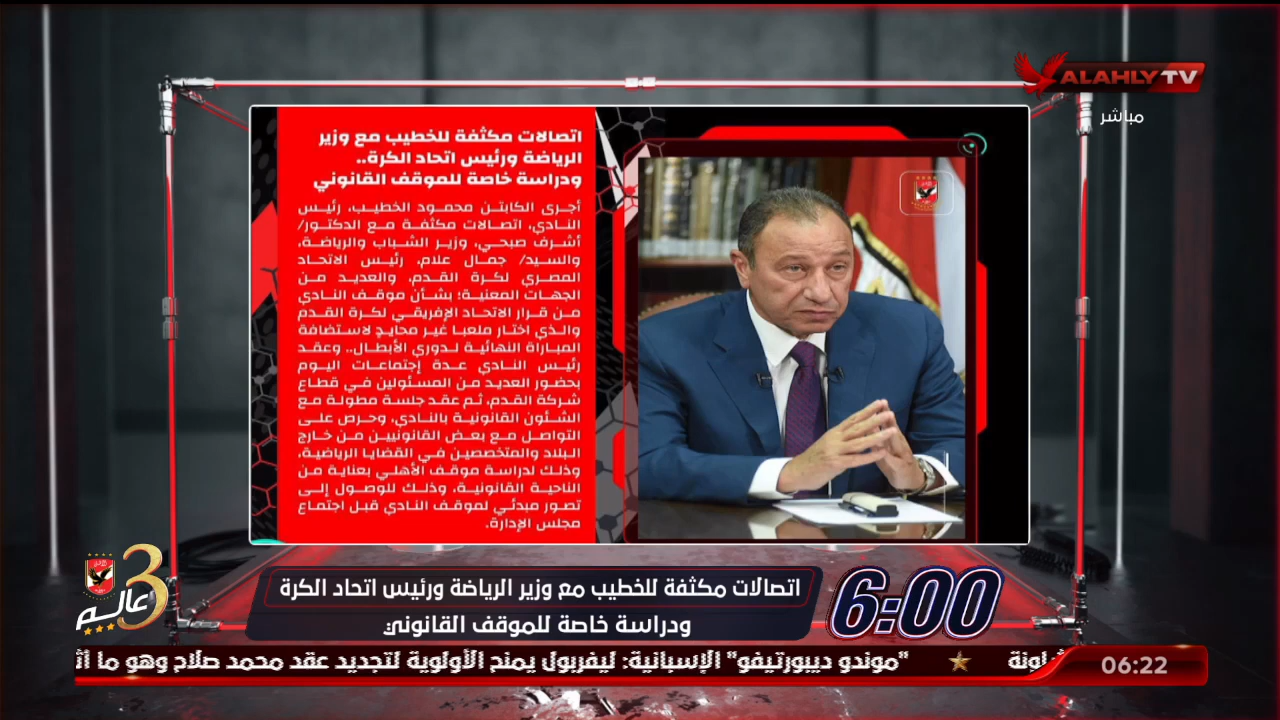 ALAHLY TV
مباشر
اتصالات مكثفة للخطيب مع وزير
الرياضة ورئيس اتحاد الكرة..
ودراسة خاصة للموقف القانوني
أجرى الكابتن محمود الخطيب، رئيس
النادي، اتصالات مكثفة مع الدكتور/
أشرف صبحي، وزير الشباب والرياضة،
والسيد/ جمال علام، رئيس الاتحاد
المصري لكرة القدم، والعديد من
الجهات المعنية؛ بشأن موقف النادي
من قرار الاتحاد الإفريقي لكرة القدم
والذي اختار ملعبا غير محايج لاستضافة
المباراة النهائية لدوري الأبطال.. وعقد
رئيس النادي عدة إجتماعات اليوم
بحضور العديد من المسئولين في قطاع
شركة القدم، ثم عقد جلسة مطولة مع
الشئون القانونية بالنادي، وحرص على
التواصل مع بعض القانونيين من خارج
البلاد والمتخصصين في القضايا الرياضية،
وذلك لدراسة موقف الأهلي بعناية من
الناحية القانونية، وذلك للوصول إلى
تصور مبدئي لموقف النادي قبل اجتماع
مجلس الإدارة.
6:00
اتصالات مكثفة للخطيب مع وزير الرياضة ورئيس اتحاد الكرة
ودراسة خاصة للموقف القانوني
3 عالم
"موندو ديبورتيفو" الإسبانية: ليفربول يمنح الأولوية لتجديد عقد محمد صلاح وهو ما
06:22